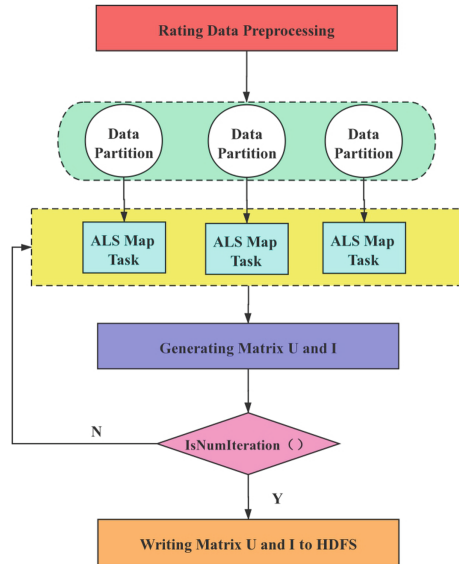 Rating Data Preprocessing
Data Data Data
Partition Partition Partition
ALS Map ALS Map ALS Map
Task Task Task
Generating Matrix U and I
N
IsNumIteration（）
Y
Writing Matrix U and I to HDFS